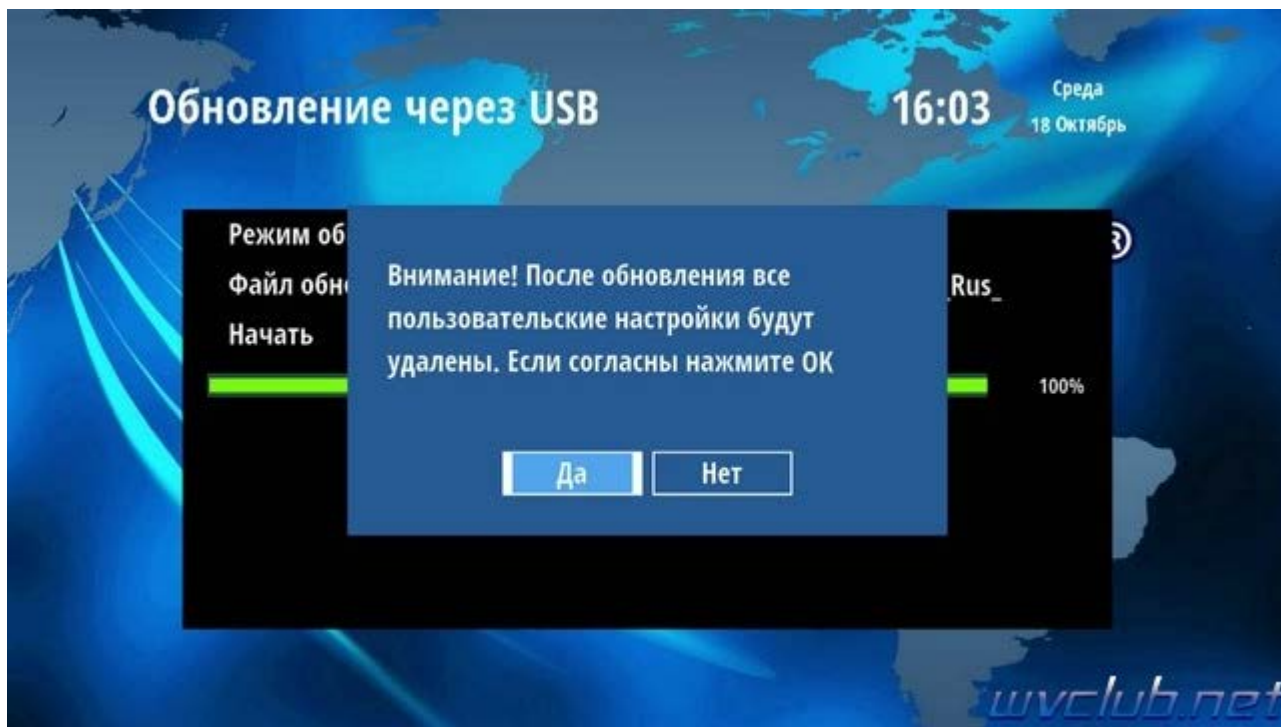 Обновление через USB
16:03
Среда
18 Октябрь
Режим об
Файл обн
Rus_
Начать
100%
Внимание! После обновления все
пользовательские настройки будут
удалены. Если согласны нажмите OK
Да
Нет
®
wvclub.net